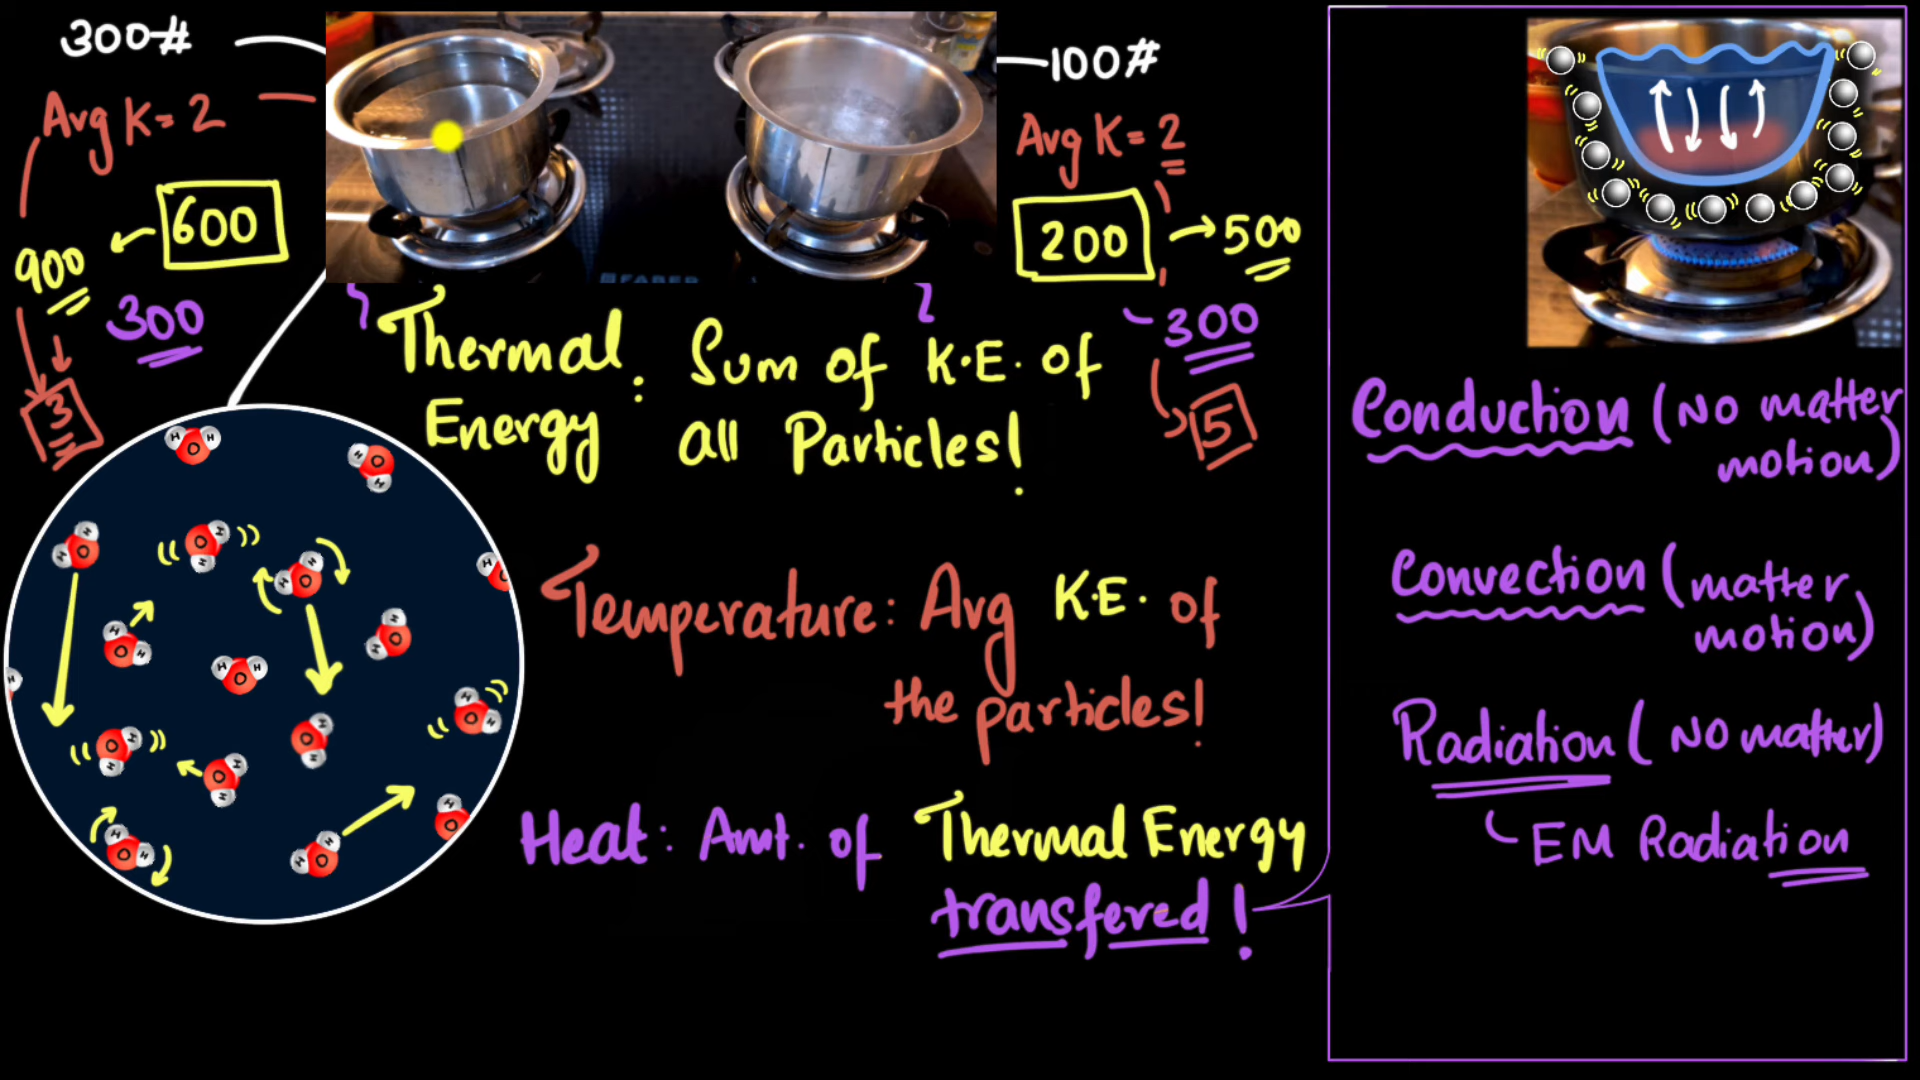 300#
Avg K = 2
600
900
300
3
100#
Avg K = 2
200 → 500
300
5
FABER
Thermal Energy : Sum of K.E. of
all Particles!
Temperature: Avg K.E. of
the particles!
Heat: Amt. of Thermal Energy
transfered!
Conduction (NO matter
motion)
Convection (matter
motion)
Radiation (NO matter)
EM Radiation
H O H
H O H
H O H
H O H
H O H
H O H
H O H
H O H
H O H
H O H
H O H
H O H
H O H
H O H